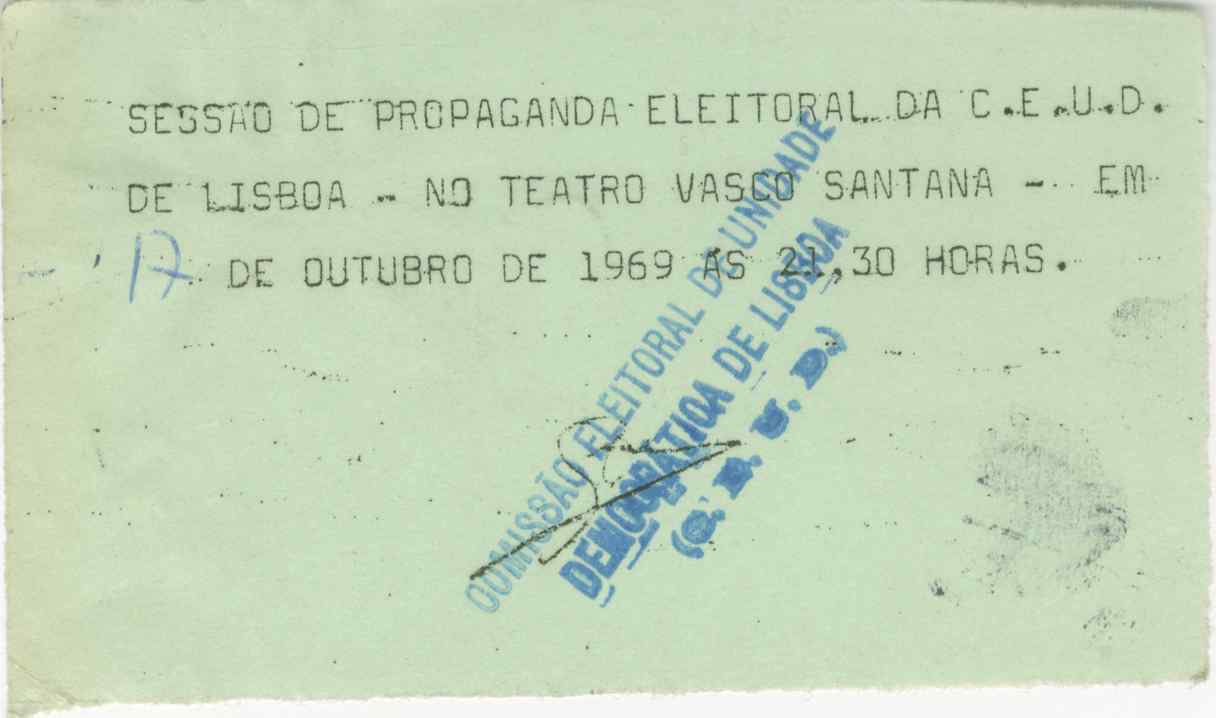 SESSÃO DE PROPAGANDA ELEITORAL DA C.E.U.D.
DE LISBOA - NO TEATRO VASCO SANTANA - EM
17 DE OUTUBRO DE 1969 ÀS 21,30 HORAS.
COMISSÃO ELEITORAL DE UNIDADE
DEMOCRÁTICA DE LISBOA
(C. E. U. D.)